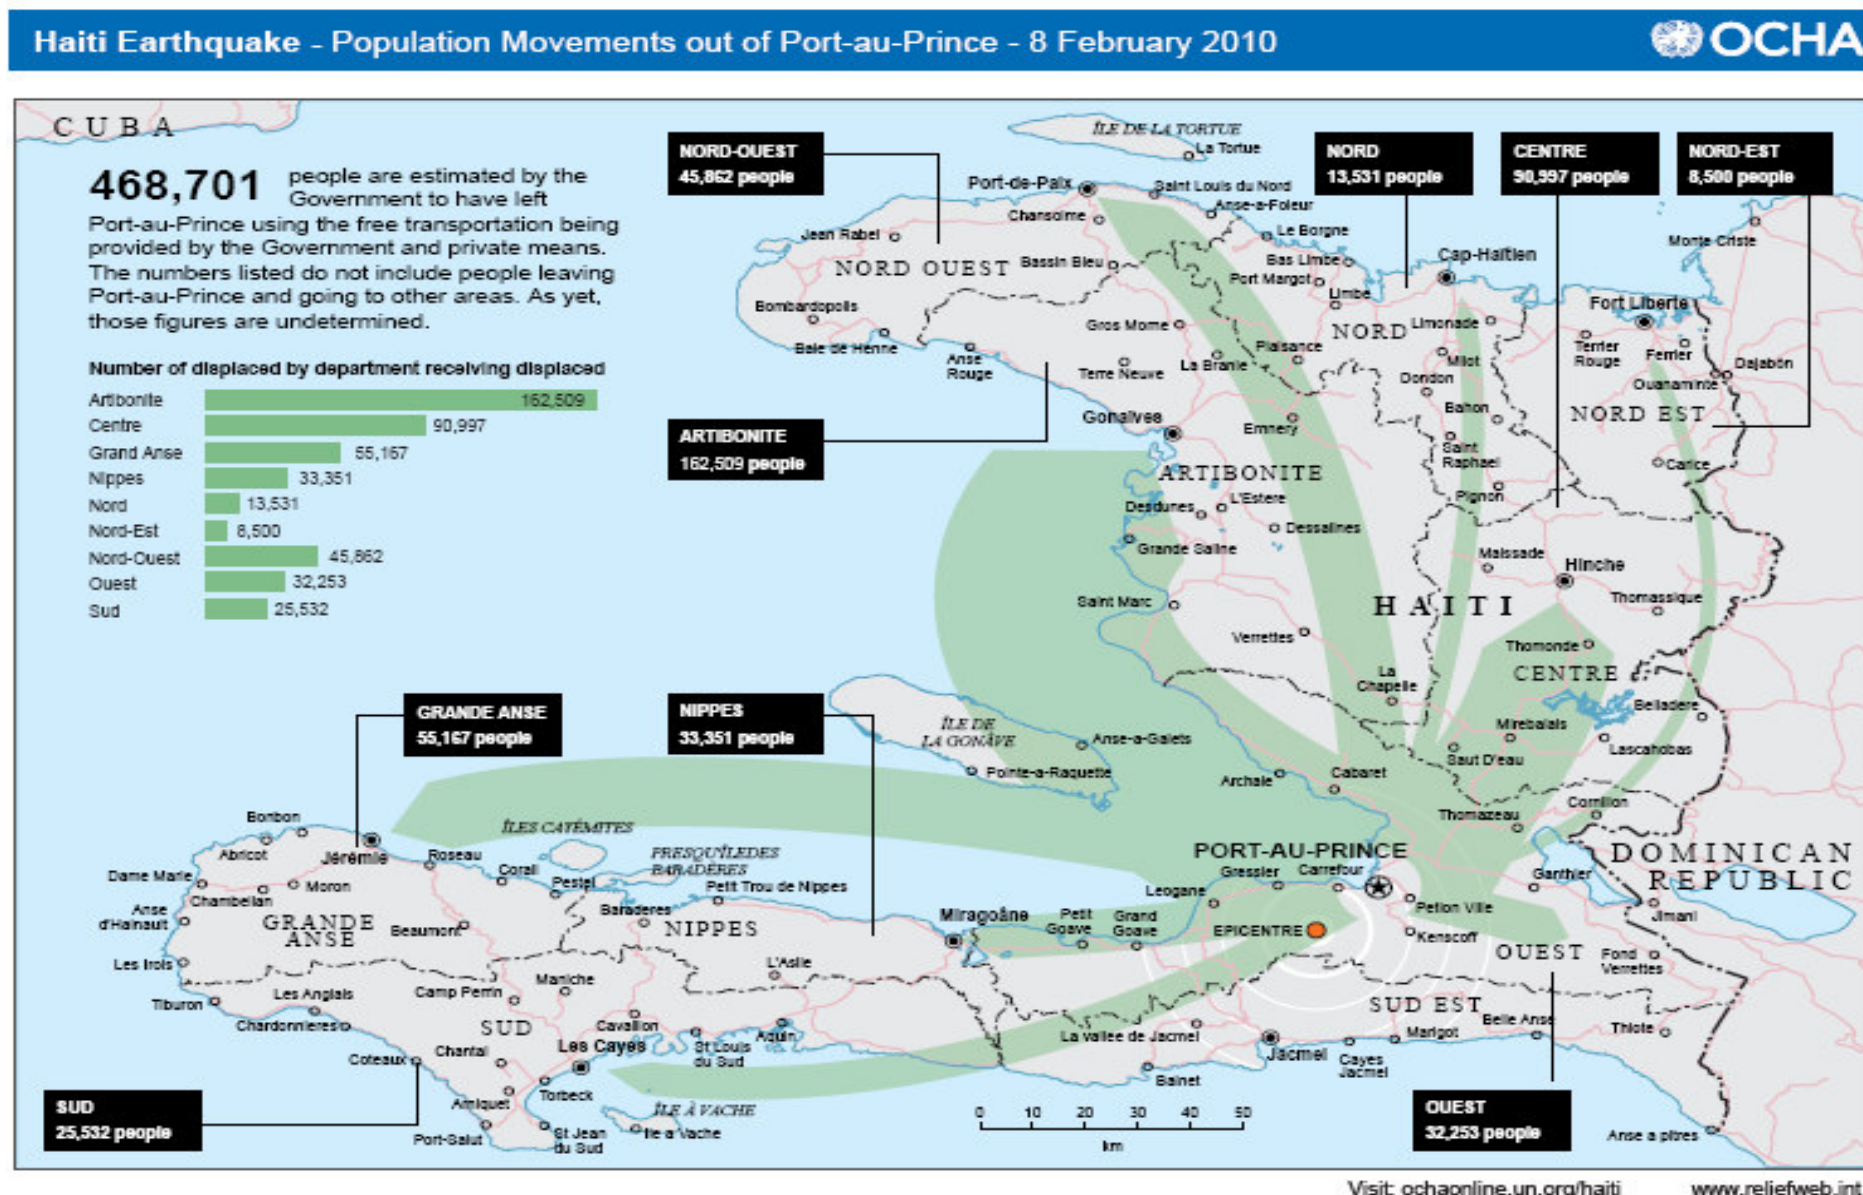 Haiti Earthquake - Population Movements out of Port-au-Prince - 8 February 2010
OCHA
CUBA
468,701 people are estimated by the
Government to have left
Port-au-Prince using the free transportation being
provided by the Government and private means.
The numbers listed do not include people leaving
Port-au-Prince and going to other areas. As yet,
those figures are undetermined.
Number of displaced by department receiving displaced
Artibonite 162,509
Centre 90,997
Grand Anse 55,167
Nippes 33,351
Nord 13,531
Nord-Est 8,500
Nord-Ouest 45,862
Ouest 32,253
Sud 25,532
NORD-OUEST
45,862 people
NORD
13,531 people
CENTRE
90,997 people
NORD-EST
8,500 people
ARTIBONITE
162,509 people
GRANDE ANSE
55,167 people
NIPPES
33,351 people
SUD
25,532 people
OUEST
32,253 people
ÎLE DE LA TORTUE
La Tortue
Port-de-Paix
Saint Louis du Nord
Chansolme
Anse-a-Foleur
Jean Rabel
Le Borgne
Monte Criste
NORD OUEST
Bassin Bleu
Bas Limbe
Cap-Haïtien
Port Margot
Limbe
Bombardopolis
Fort Liberte
Gros Morne
NORD
Limonade
Baie de Henne
Anse
Rouge
Plaisance
Terrier
Rouge
Ferrier
Terre Neuve
La Branle
Milot
Dajabón
Dondon
Ouanaminte
Gonaïves
Bahon
NORD EST
Ennery
Saint
Raphael
Carice
ARTIBONITE
Pignon
L'Estere
Desdunes
Dessalines
Grande Saline
Maissade
Hinche
Saint Marc
HAITI
Thomassique
Verrettes
Thomonde
La
Chapelle
CENTRE
Belladere
ÎLE DE
LA GONÂVE
Mirebalais
Anse-a-Galets
Lascahobas
Saut D'eau
Pointe-a-Raquette
Archaie
Cabaret
Cornillon
Thomazeau
Bonbon
ÎLES CAYÉMITES
Abricot
Jérémie
Roseau
PRESQU'ÎLEDES
BARADÈRES
PORT-AU-PRINCE
DOMINICAN
REPUBLIC
Dame Marie
Moron
Corail
Pestel
Petit Trou de Nippes
Gressier
Carrefour
Ganthier
Chambellan
Leogane
Anse
d'Hainault
GRANDE
ANSE
Beaumont
Baraderes
NIPPES
Miragoâne
Petit
Goave
Grand
Goave
EPICENTRE
Petion Ville
Jimani
Kenscoff
Les Irois
L'Asile
OUEST
Fond
Verrettes
Maniche
Tiburon
Les Anglais
Camp Perrin
SUD EST
Chardonnieres
SUD
Cavaillon
Aquin
La vallee de Jacmel
Marigot
Belle Anse
Thiote
Coteaux
Chantal
Les Cayes
St Louis
du Sud
Jacmel
Cayes
Jacmel
Torbeck
Bainet
Arniquet
ÎLE À VACHE
Ile a Vache
Port-Salut
St Jean
du Sud
Anse a pitres
0 10 20 30 40 50
km
Visit: ochaonline.un.org/haiti
www.reliefweb.int